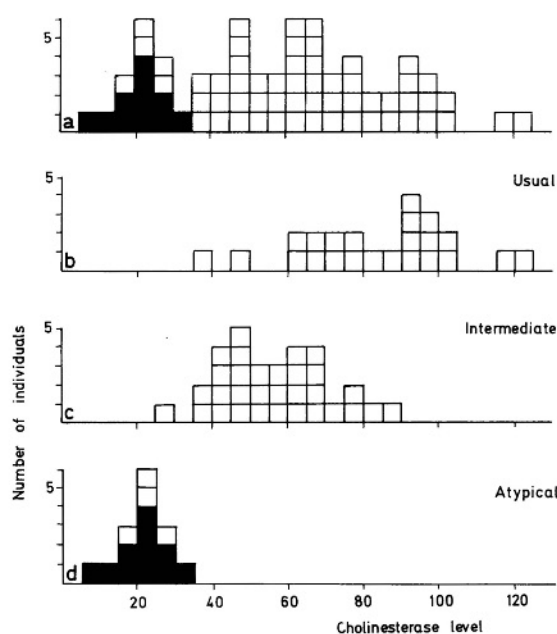 5
a
Usual
5
b
Intermediate
5
c
Number of individuals
Atypical
5
d
20 40 60 80 100 120
Cholinesterase level